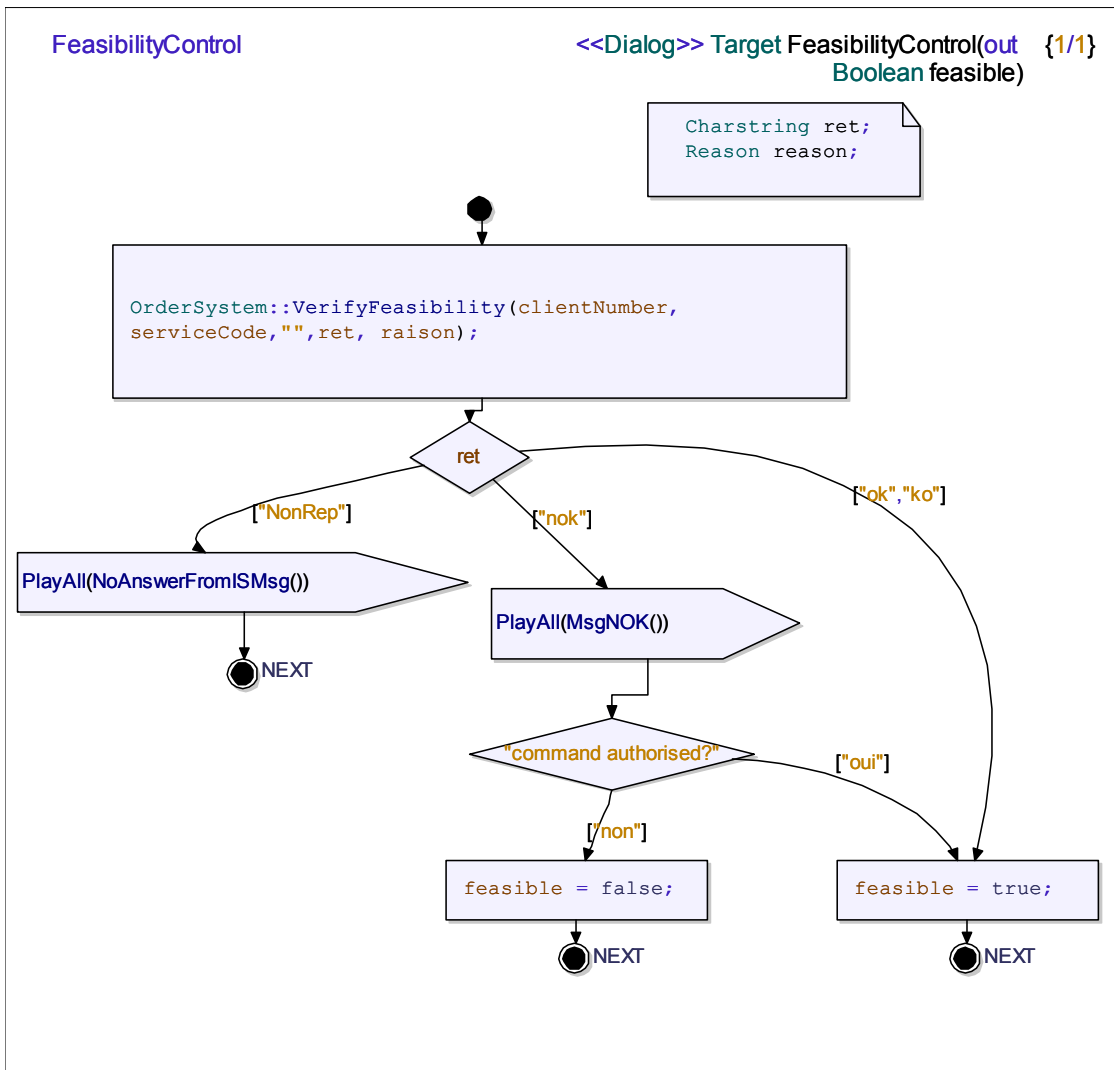 FeasibilityControl
<<Dialog>> Target FeasibilityControl(out {1/1}
Boolean feasible)
Charstring ret;
Reason reason;
OrderSystem::VerifyFeasibility(clientNumber,
serviceCode,"",ret, raison);
ret
["NonRep"]
["nok"]
["ok","ko"]
PlayAll(NoAnswerFromISMsg())
PlayAll(MsgNOK())
NEXT
"command authorised?"
["oui"]
["non"]
feasible = false;
feasible = true;
NEXT
NEXT